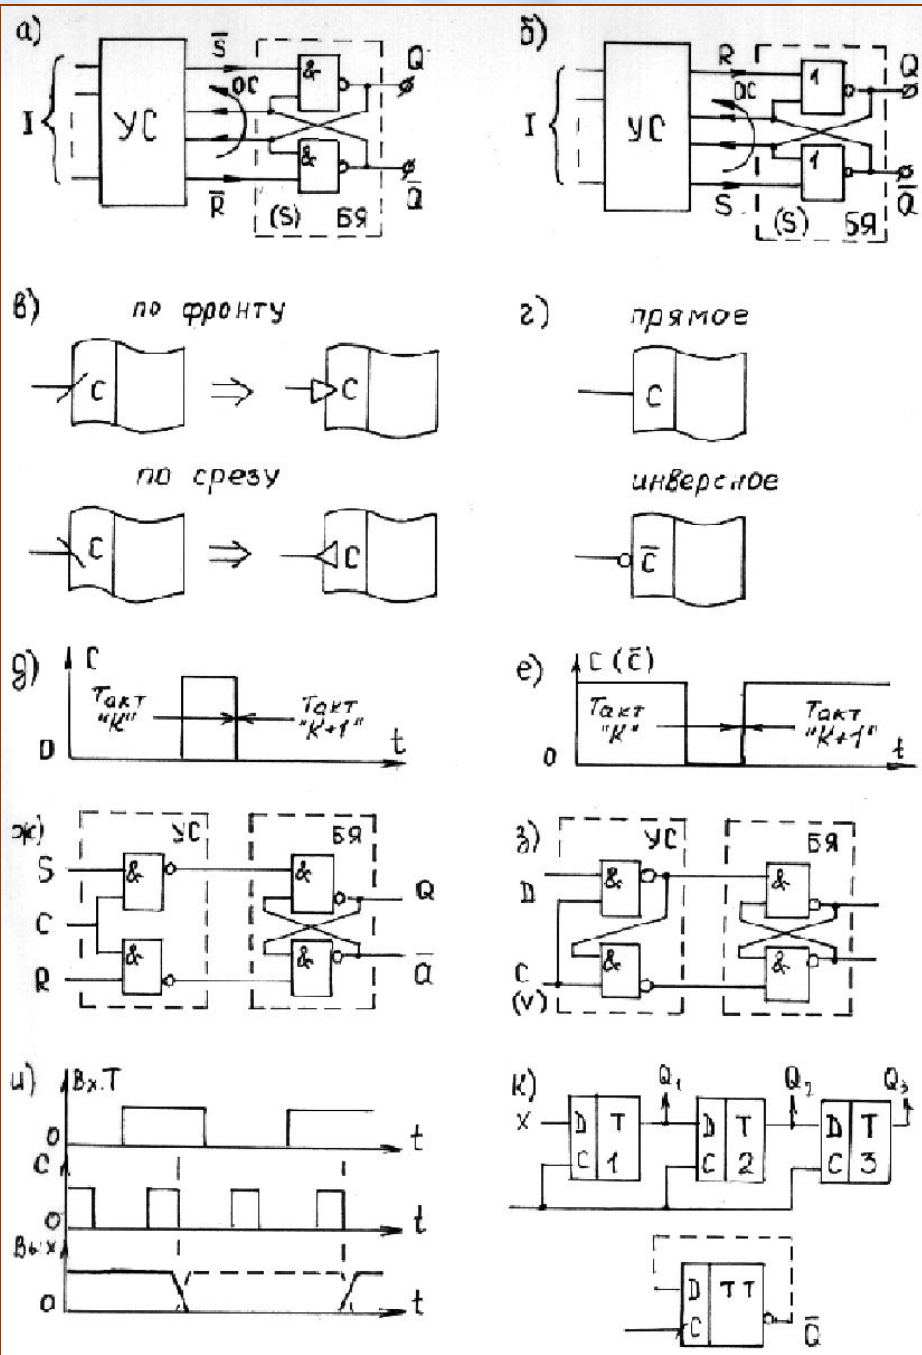 а) S̅ & Q
I УС ОС
R̅ & (S) БЯ Q̅
б) R 1 Q
I УС ОС
S 1 (S) БЯ Q̅
в) по фронту
С ⇒ С
по срезу
С ⇒ С
г) прямое
С
инверсное
C̅
д) С
Такт "К" Такт "К+1"
0 t
е) С (C̅)
Такт "К" Такт "К+1"
0 t
ж) УС БЯ
S & & Q
C
R & & Q̅
з) УС БЯ
D & &
C & &
(V)
и) Вх.Т
0 t
С
0 t
Вых
0 t
к) Q₁ Q₂ Q₃
X D T D T D T
C 1 C 2 C 3
D TT
C Q̅